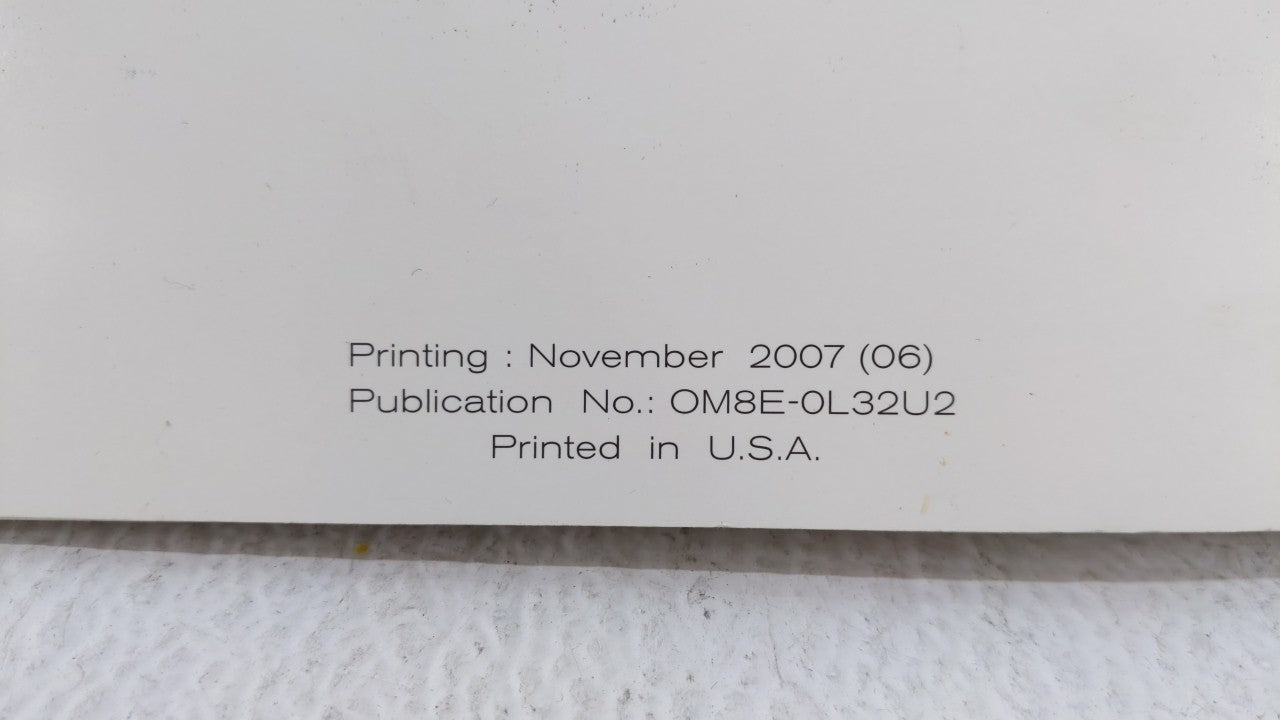 Printing : November 2007 (06)
Publication No.: OM8E-0L32U2
Printed in U.S.A.